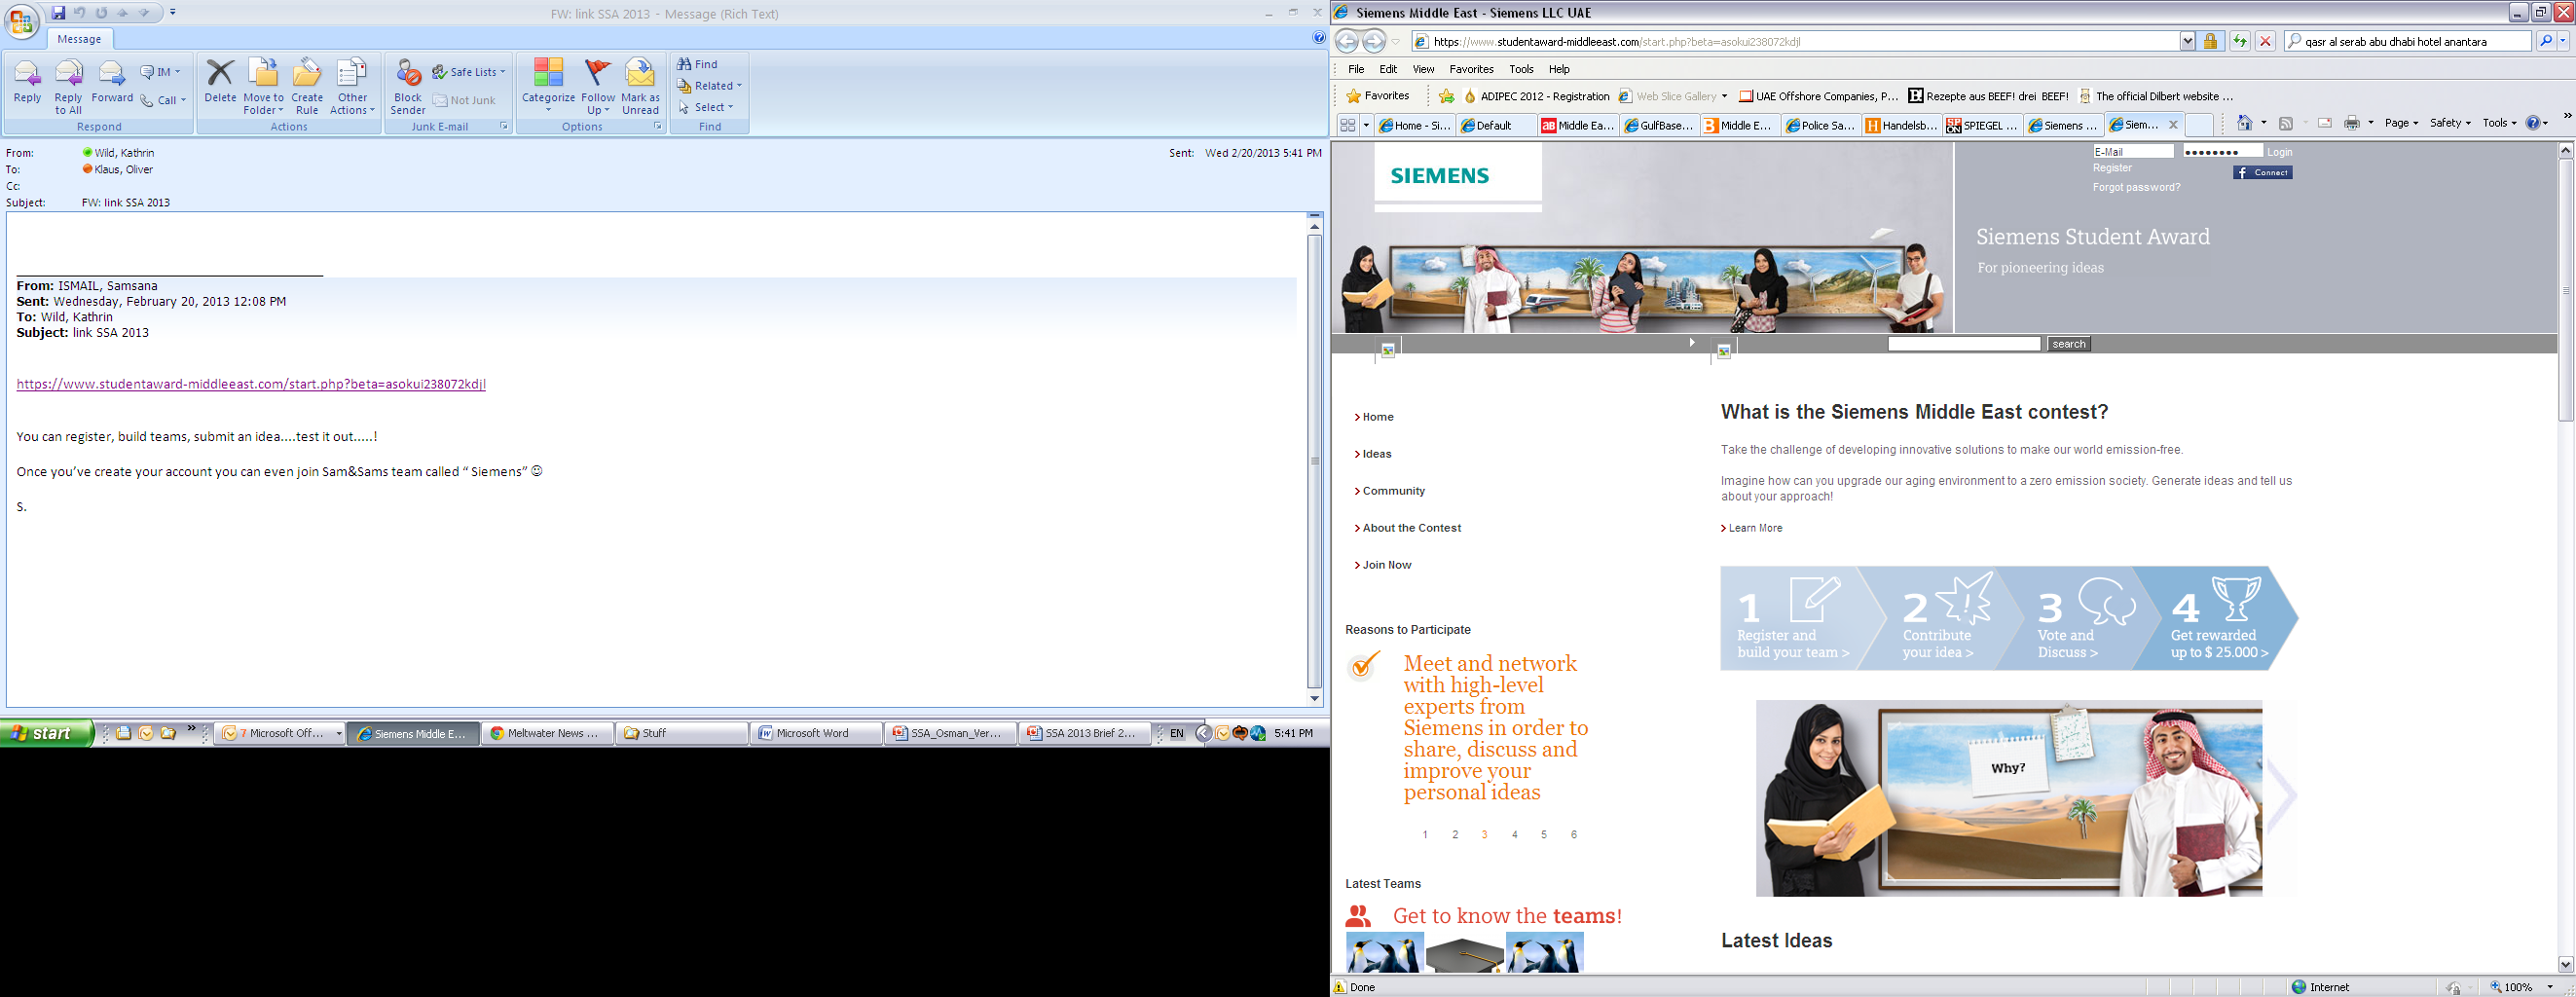 FW: link SSA 2013 - Message (Rich Text)
Message
Reply
Reply to All
Forward
IM
Call
Respond
Delete
Move to Folder
Create Rule
Other Actions
Actions
Block Sender
Safe Lists
Not Junk
Junk E-mail
Categorize
Follow Up
Mark as Unread
Options
Find
Related
Select
Find
From: Wild, Kathrin
Sent: Wed 2/20/2013 5:41 PM
To: Klaus, Oliver
Cc:
Subject: FW: link SSA 2013
From: ISMAIL, Samsana
Sent: Wednesday, February 20, 2013 12:08 PM
To: Wild, Kathrin
Subject: link SSA 2013
https://www.studentaward-middleeast.com/start.php?beta=asokui238072kdjl
You can register, build teams, submit an idea....test it out.....!
Once you've create your account you can even join Sam&Sams team called “ Siemens” ☺
S.
start
7 Microsoft Off...
Siemens Middle E...
Meltwater News ...
Stuff
Microsoft Word
SSA_Osman_Ver...
SSA 2013 Brief 2...
EN
5:41 PM
Siemens Middle East - Siemens LLC UAE
https://www.studentaward-middleeast.com/start.php?beta=asokui238072kdjl
qasr al serab abu dhabi hotel anantara
File Edit View Favorites Tools Help
Favorites
ADIPEC 2012 - Registration
Web Slice Gallery
UAE Offshore Companies, P...
Rezepte aus BEEF! drei BEEF!
The official Dilbert website ...
Home - Si...
Default
Middle Ea...
GulfBase...
Middle E...
Police Sa...
Handelsb...
SPIEGEL ...
Siemens ...
Siem...
Page
Safety
Tools
SIEMENS
E-Mail
Login
Register
Connect
Forgot password?
Siemens Student Award
For pioneering ideas
search
Home
Ideas
Community
About the Contest
Join Now
Reasons to Participate
Meet and network
with high-level
experts from
Siemens in order to
share, discuss and
improve your
personal ideas
1 2 3 4 5 6
Latest Teams
Get to know the teams!
What is the Siemens Middle East contest?
Take the challenge of developing innovative solutions to make our world emission-free.
Imagine how can you upgrade our aging environment to a zero emission society. Generate ideas and tell us
about your approach!
Learn More
1
Register and
build your team >
2
Contribute
your idea >
3
Vote and
Discuss >
4
Get rewarded
up to $ 25.000 >
Why?
Latest Ideas
Done
Internet
100%